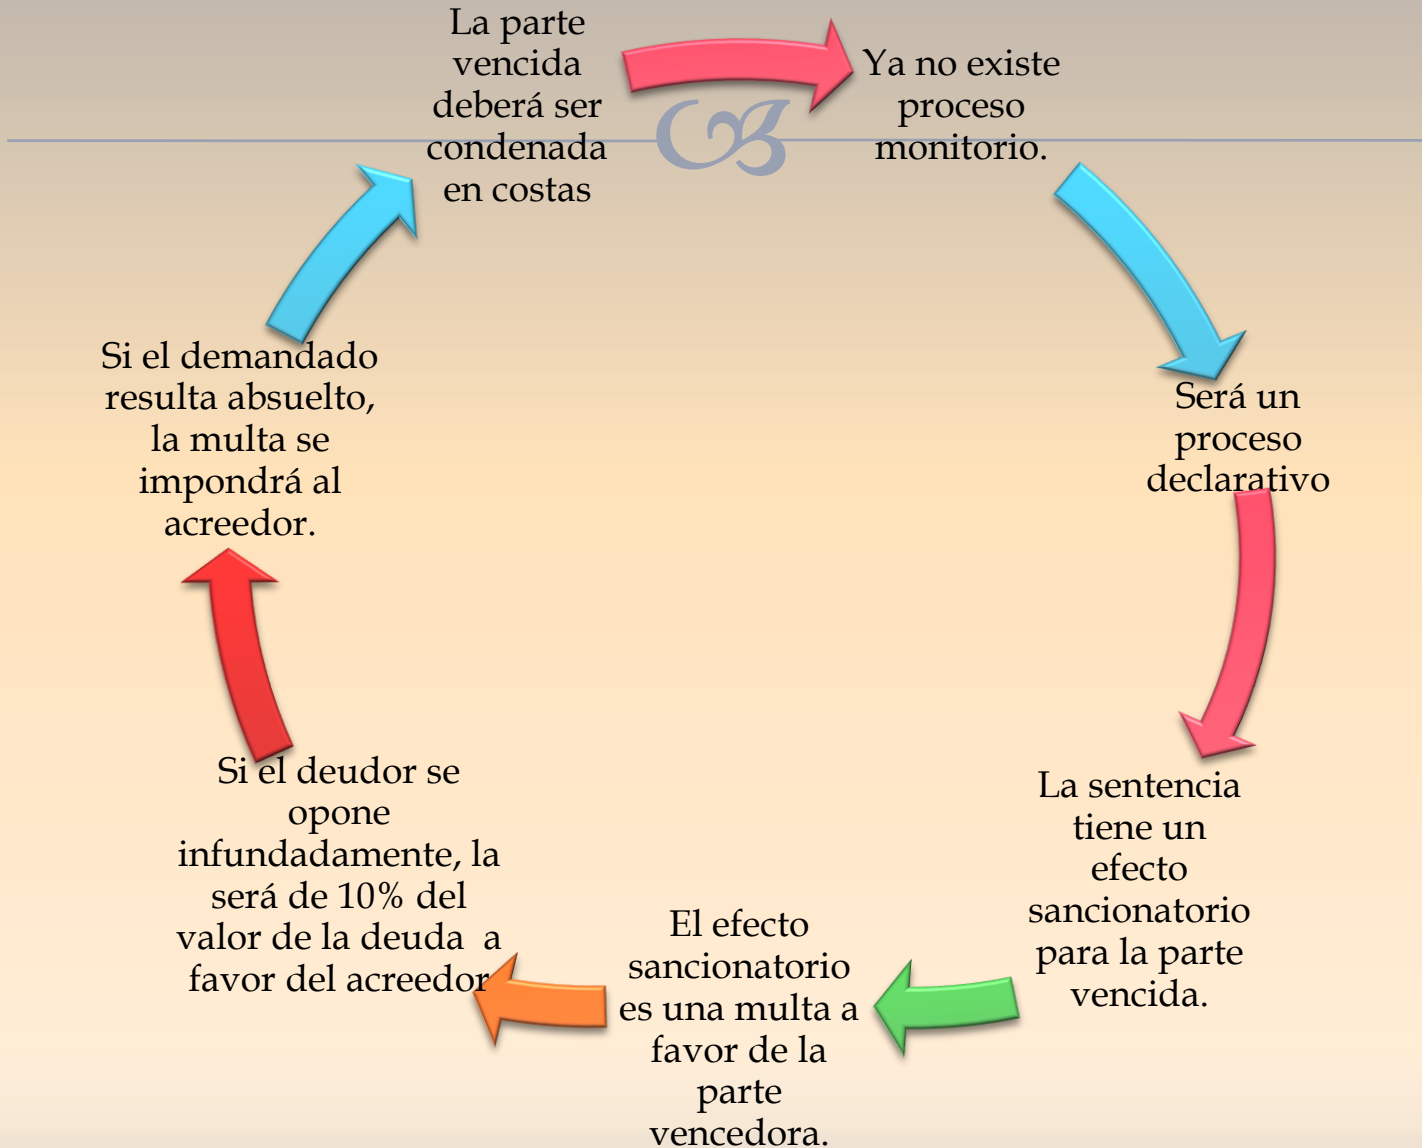 La parte
vencida
deberá ser
condenada
en costas
Ya no existe
proceso
monitorio.
Será un
proceso
declarativo
La sentencia
tiene un
efecto
sancionatorio
para la parte
vencida.
El efecto
sancionatorio
es una multa a
favor de la
parte
vencedora.
Si el deudor se
opone
infundadamente, la
será de 10% del
valor de la deuda a
favor del acreedor
Si el demandado
resulta absuelto,
la multa se
impondrá al
acreedor.